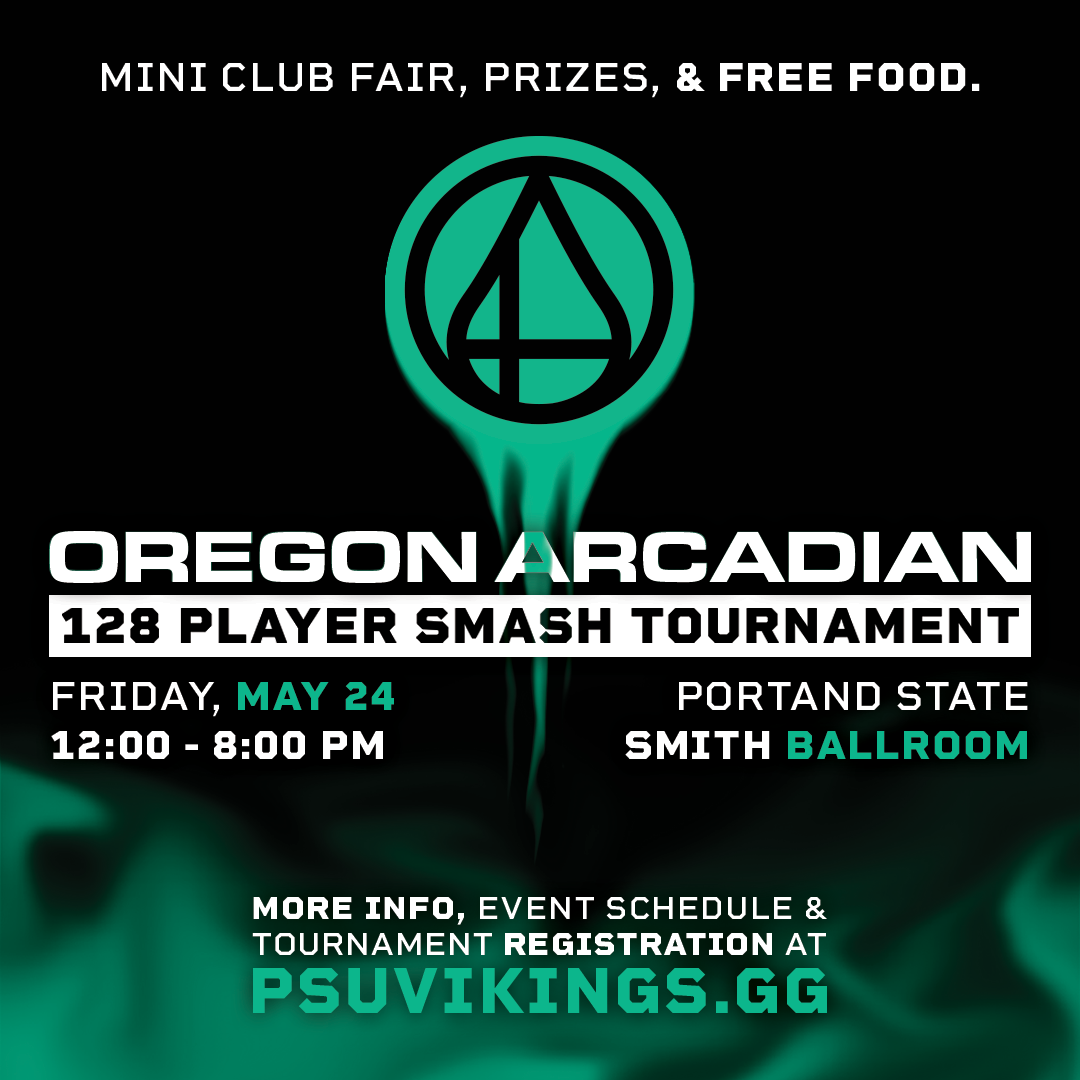 MINI CLUB FAIR, PRIZES, & FREE FOOD.
OREGON ARCADIAN
128 PLAYER SMASH TOURNAMENT
FRIDAY, MAY 24
12:00 - 8:00 PM
PORTAND STATE
SMITH BALLROOM
MORE INFO, EVENT SCHEDULE &
TOURNAMENT REGISTRATION AT
PSUVIKINGS.GG